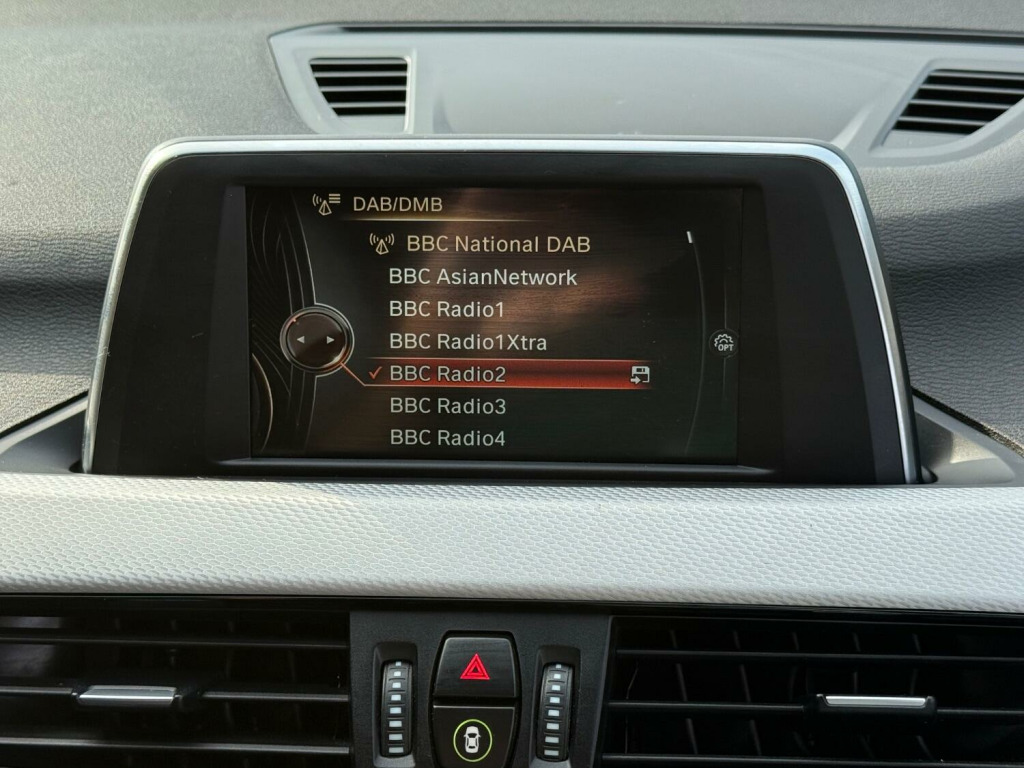 DAB/DMB
BBC National DAB
BBC AsianNetwork
BBC Radio1
BBC Radio1Xtra
OPT
BBC Radio2
BBC Radio3
BBC Radio4